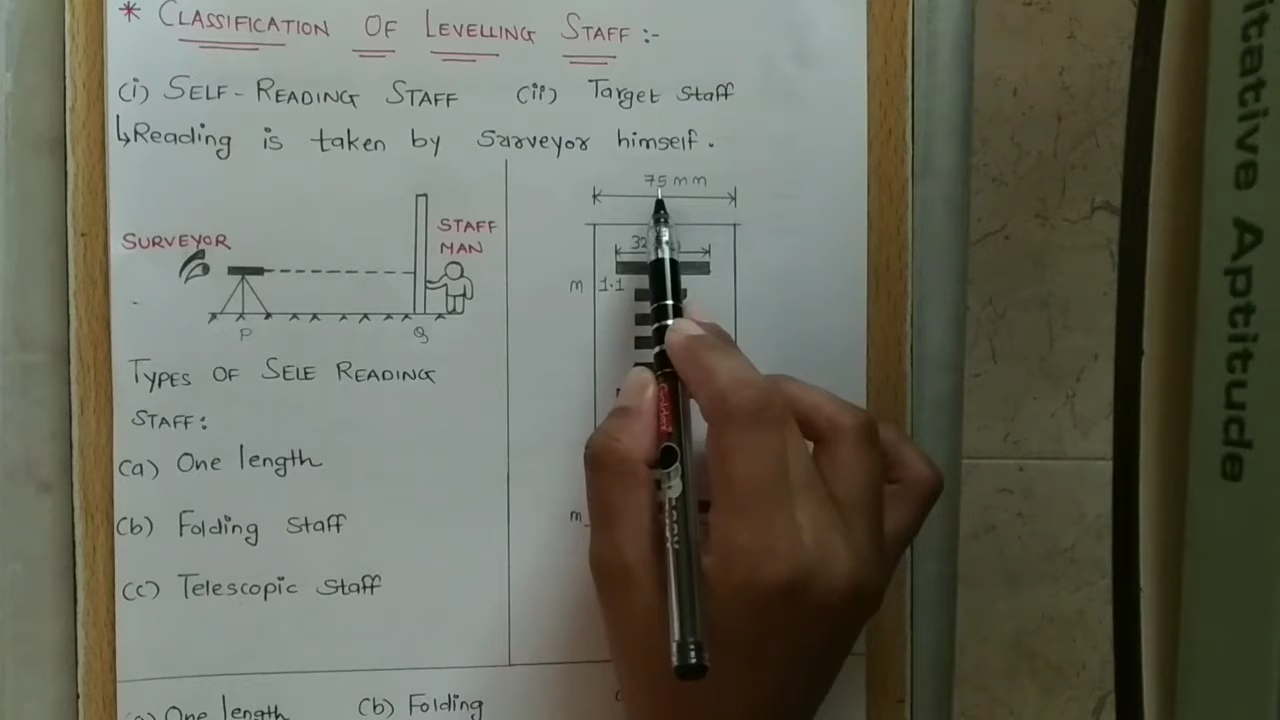 * CLASSIFICATION OF LEVELLING STAFF :-
(i) SELF-READING STAFF (ii) Target staff
↳Reading is taken by surveyor himself.
75 mm
SURVEYOR
STAFF
MAN
32
m 1.1
P
Q
TYPES OF SELE READING
STAFF:
(a) One length
(b) Folding staff
m
(c) Telescopic staff
(a) One length (b) Folding
itative Aptitude